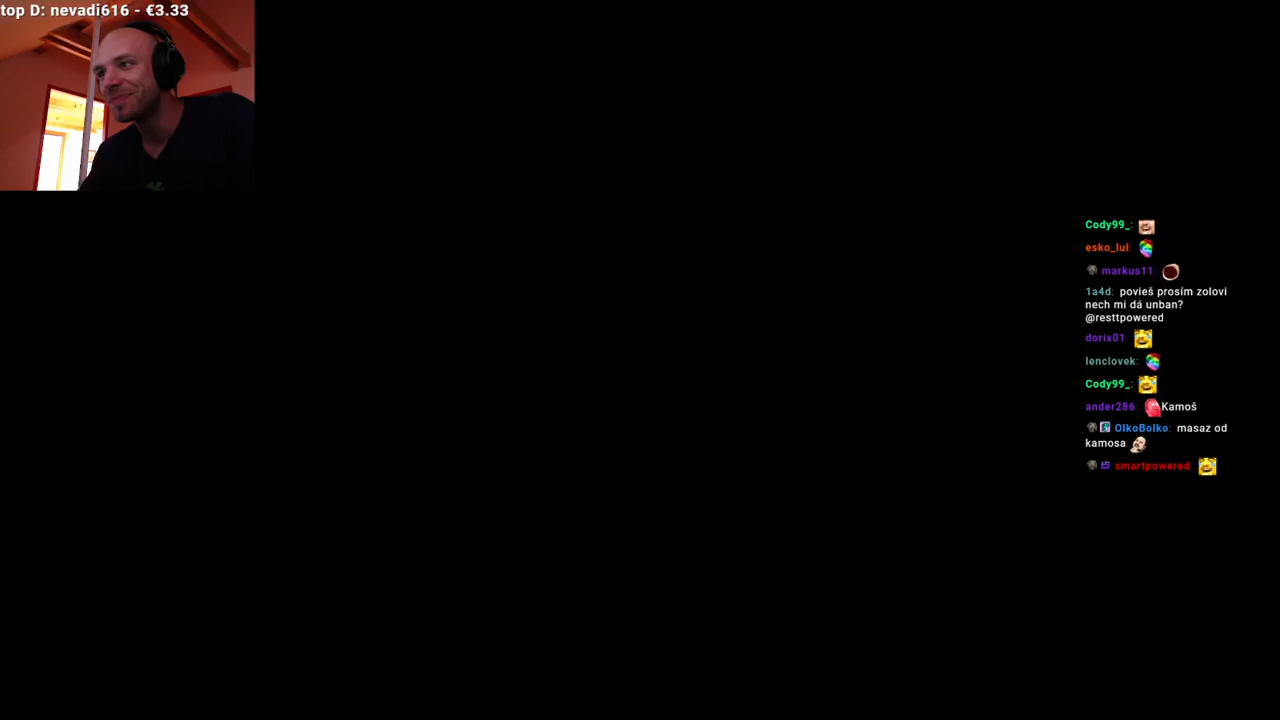 top D: nevadi616 - €3.33
Cody99_:
esko_lul:
markus11:
1a4d: povieš prosím zolovi
nech mi dá unban?
@resttpowered
dorix01:
lenclovek:
Cody99_:
ander286: Kamoš
OlkoBolko: masaz od
kamosa
smartpowered: